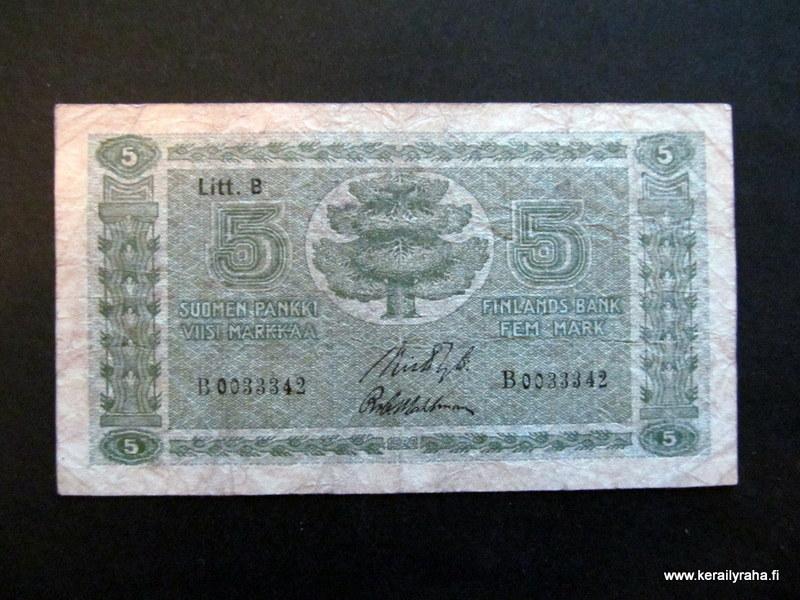 5 5
Litt. B
5 5
SUOMEN PANKKI FINLANDS BANK
VIISI MARKKAA FEM MARK
B0033342 B0033342
5 5
www.kerailyraha.fi